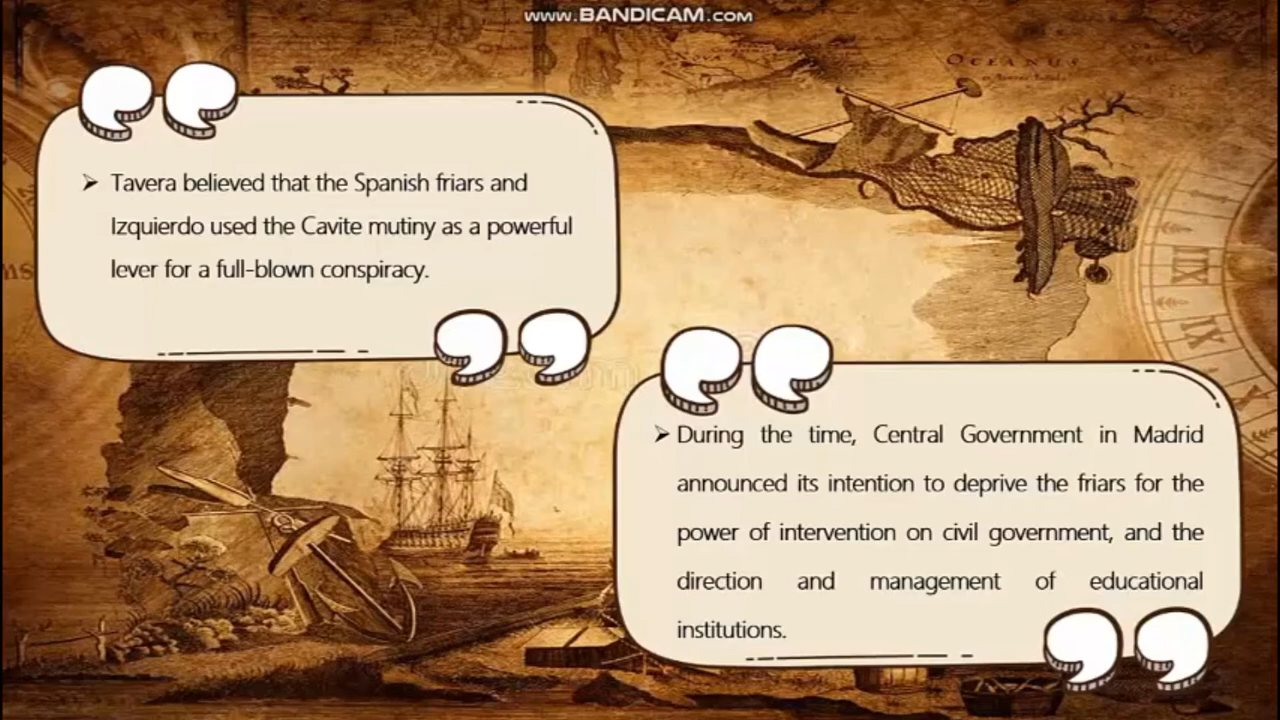 www.BANDICAM.com
OCEANUS
➢ Tavera believed that the Spanish friars and
Izquierdo used the Cavite mutiny as a powerful
lever for a full-blown conspiracy.
➢ During the time, Central Government in Madrid
announced its intention to deprive the friars for the
power of intervention on civil government, and the
direction and management of educational
institutions.